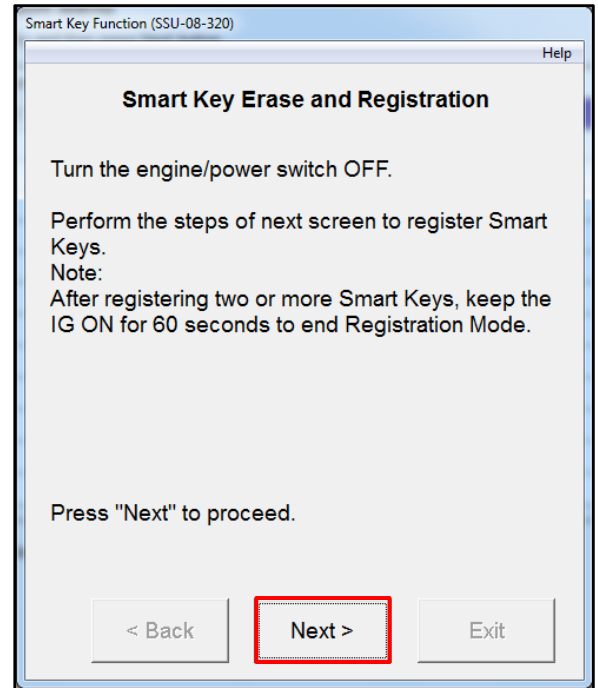 Smart Key Function (SSU-08-320)
Help
Smart Key Erase and Registration
Turn the engine/power switch OFF.
Perform the steps of next screen to register Smart
Keys.
Note:
After registering two or more Smart Keys, keep the
IG ON for 60 seconds to end Registration Mode.
Press "Next" to proceed.
< Back
Next >
Exit